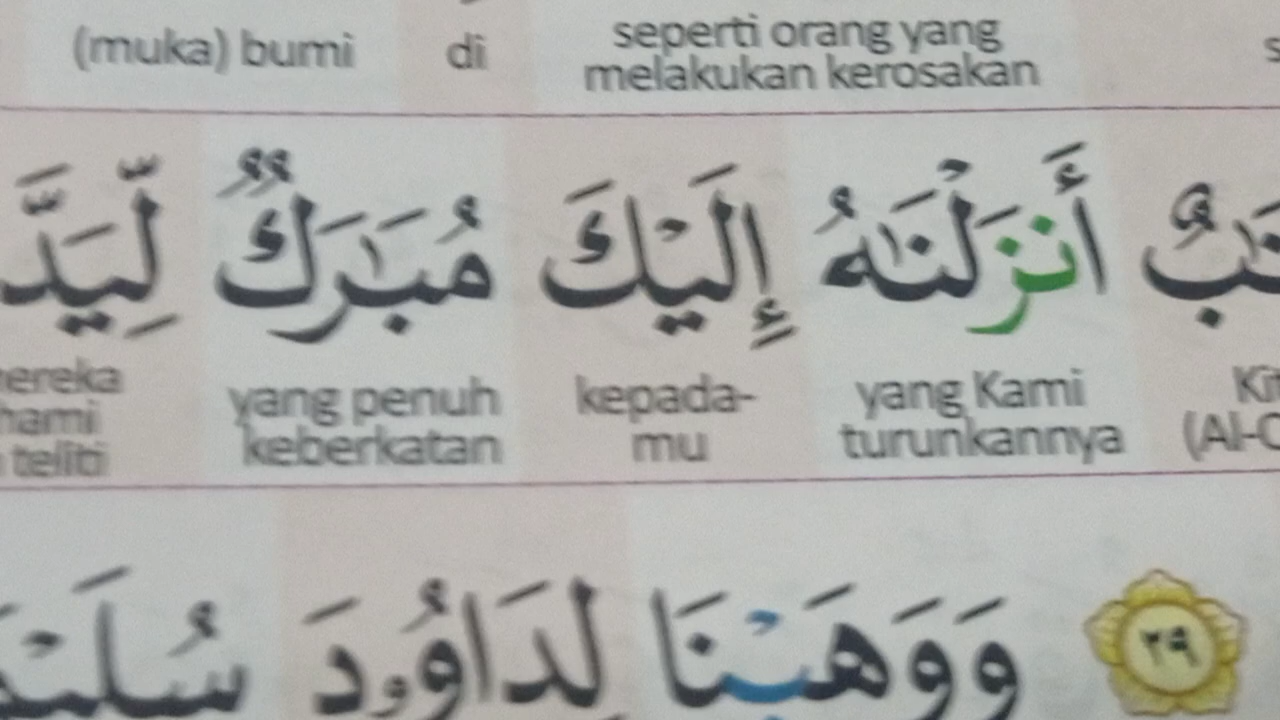 seperti orang yang di (muka) bumi
melakukan kerosakan
أَنزَلْنَٰهُ إِلَيْكَ مُبَٰرَكٌ
yang Kami kepada- yang penuh
turunkannya mu keberkatan
teliti
٢٩ وَوَهَبْنَا لِدَاوُۥدَ